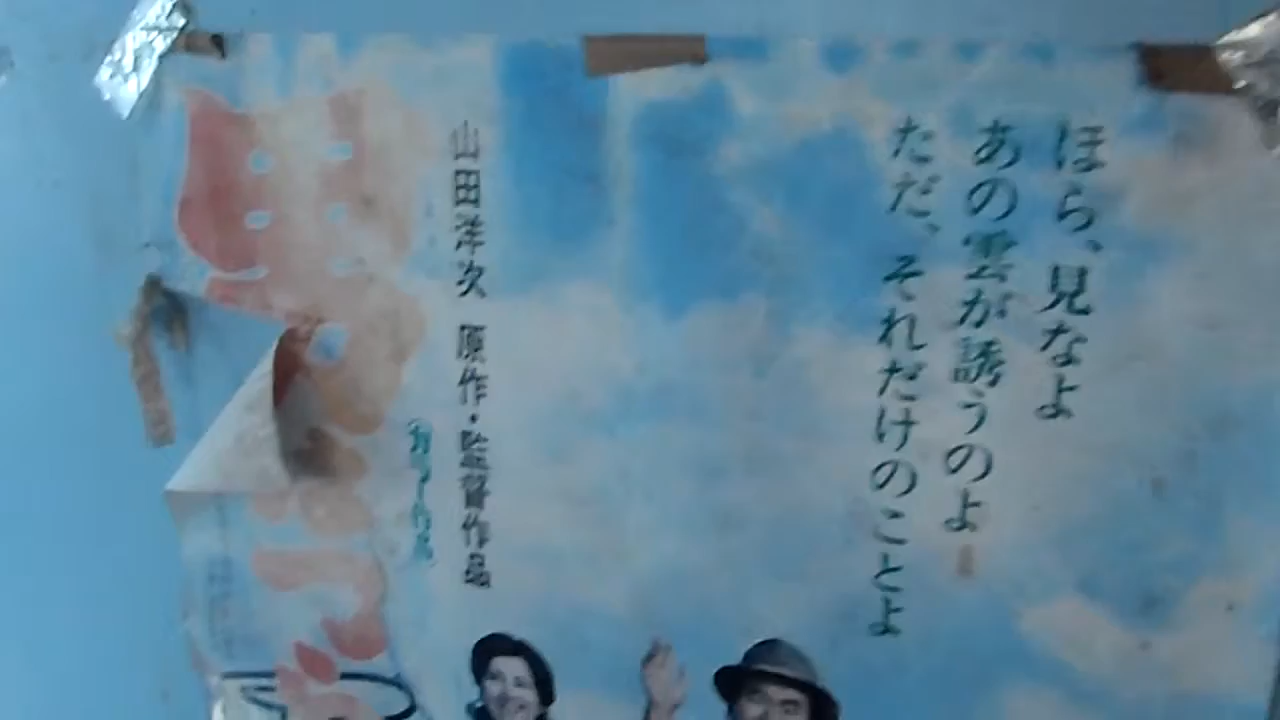 ほら、見なよ
あの雲が誘うのよ
ただ、それだけのことよ
山田洋次 原作・監督作品